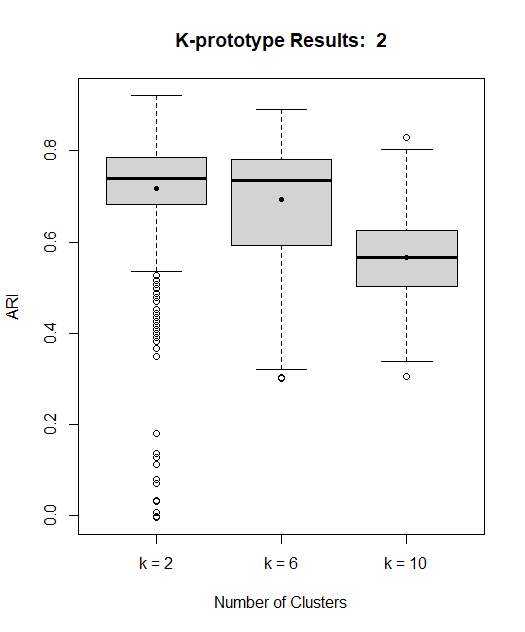 K-prototype Results:  2
ARI
0.8
0.6
0.4
0.2
0.0
k = 2
k = 6
k = 10
Number of Clusters